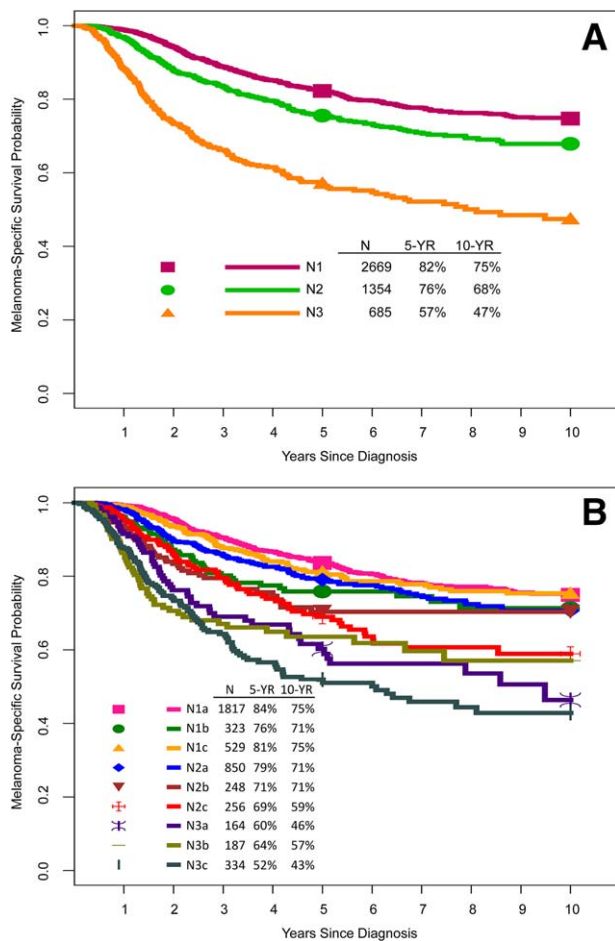 A
Melanoma-Specific Survival Probability
1.0
0.8
0.6
0.4
0.2
0.0
N 5-YR 10-YR
N1 2669 82% 75%
N2 1354 76% 68%
N3 685 57% 47%
1 2 3 4 5 6 7 8 9 10
Years Since Diagnosis
B
Melanoma-Specific Survival Probability
1.0
0.8
0.6
0.4
0.2
0.0
N 5-YR 10-YR
N1a 1817 84% 75%
N1b 323 76% 71%
N1c 529 81% 75%
N2a 850 79% 71%
N2b 248 71% 71%
N2c 256 69% 59%
N3a 164 60% 46%
N3b 187 64% 57%
N3c 334 52% 43%
1 2 3 4 5 6 7 8 9 10
Years Since Diagnosis